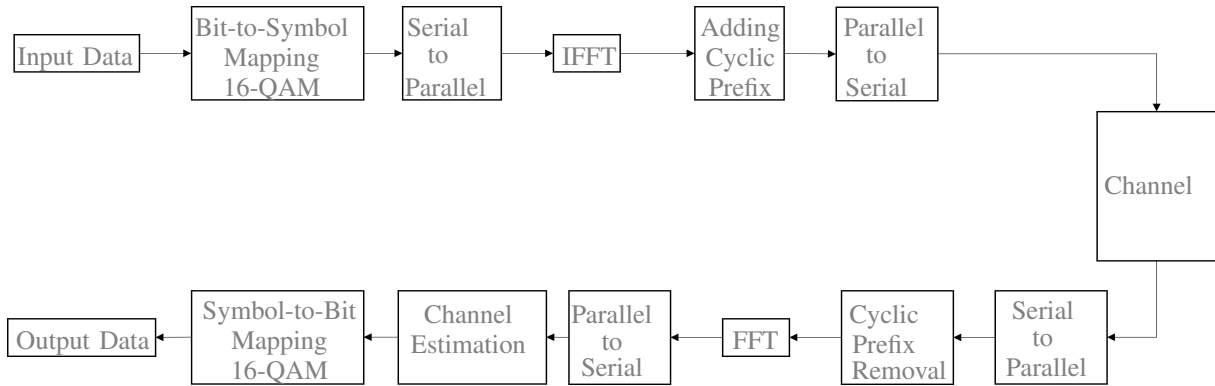 Input Data
Bit-to-Symbol
Mapping
16-QAM
Serial
to
Parallel
IFFT
Adding
Cyclic
Prefix
Parallel
to
Serial
Channel
Serial
to
Parallel
Cyclic
Prefix
Removal
FFT
Parallel
to
Serial
Channel
Estimation
Symbol-to-Bit
Mapping
16-QAM
Output Data